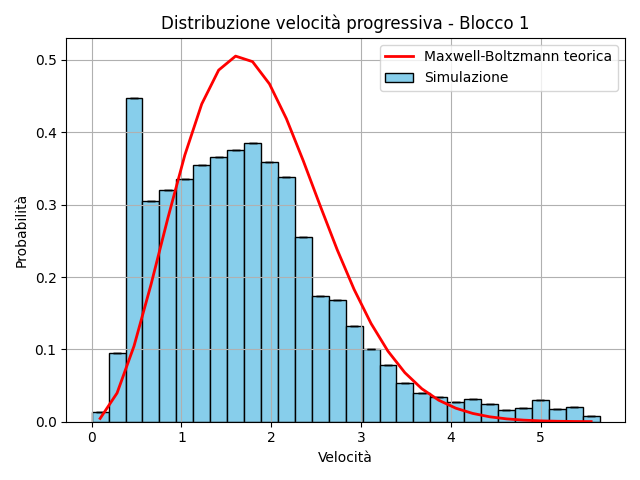 Distribuzione velocità progressiva - Blocco 1
Maxwell-Boltzmann teorica
Simulazione
Probabilità
0.5
0.4
0.3
0.2
0.1
0.0
0 1 2 3 4 5
Velocità